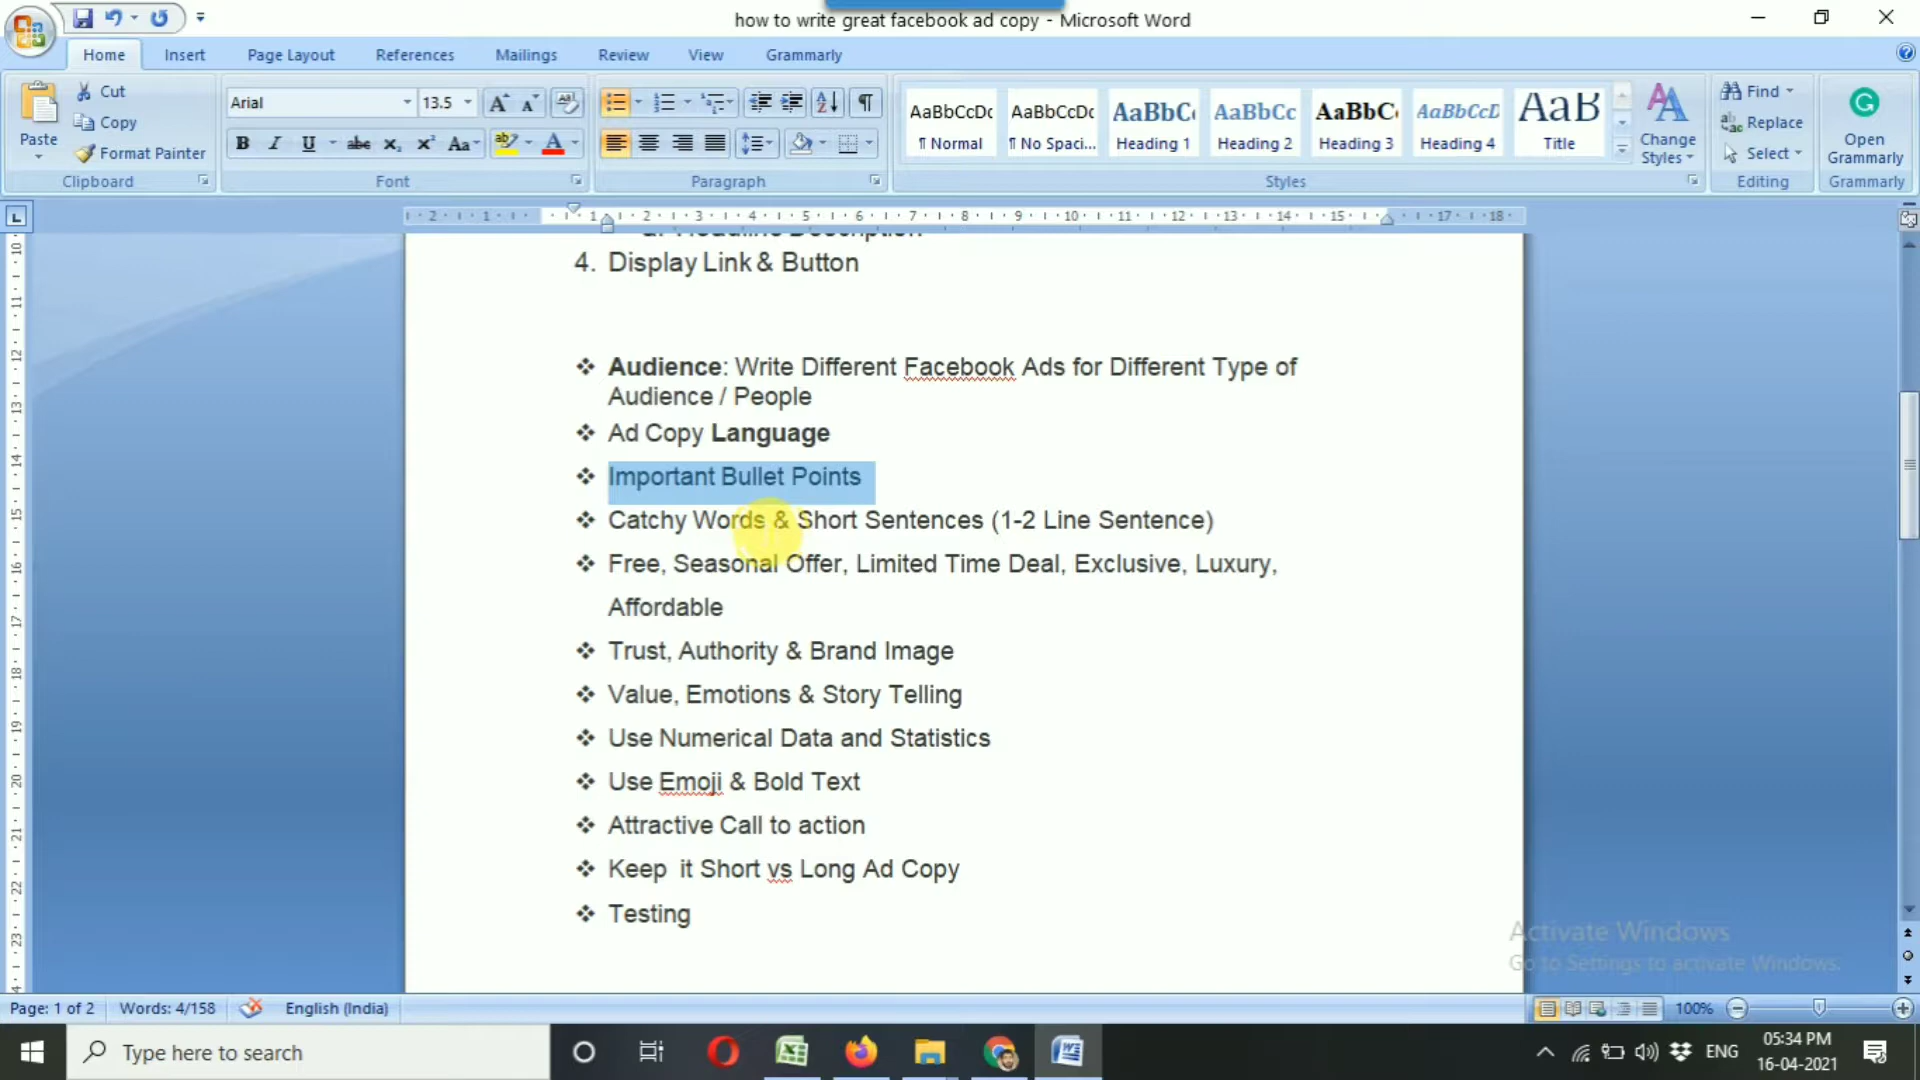 how to write great facebook ad copy - Microsoft Word
Home Insert Page Layout References Mailings Review View Grammarly
Paste
Cut
Copy
Format Painter
Clipboard
Arial 13.5
Font
Paragraph
AaBbCcDc AaBbCcDc AaBbC AaBbCc AaBbC AaBbCcD AaB
¶ Normal ¶ No Spaci... Heading 1 Heading 2 Heading 3 Heading 4 Title
Change Styles
Styles
Find
Replace
Select
Editing
Open Grammarly
Grammarly
4. Display Link & Button
❖ Audience: Write Different Facebook Ads for Different Type of
Audience / People
❖ Ad Copy Language
❖ Important Bullet Points
❖ Catchy Words & Short Sentences (1-2 Line Sentence)
❖ Free, Seasonal Offer, Limited Time Deal, Exclusive, Luxury,
Affordable
❖ Trust, Authority & Brand Image
❖ Value, Emotions & Story Telling
❖ Use Numerical Data and Statistics
❖ Use Emoji & Bold Text
❖ Attractive Call to action
❖ Keep it Short vs Long Ad Copy
❖ Testing
Activate Windows
Go to Settings to activate Windows.
Page: 1 of 2 Words: 4/158 English (India) 100%
Type here to search
ENG
05:34 PM
16-04-2021